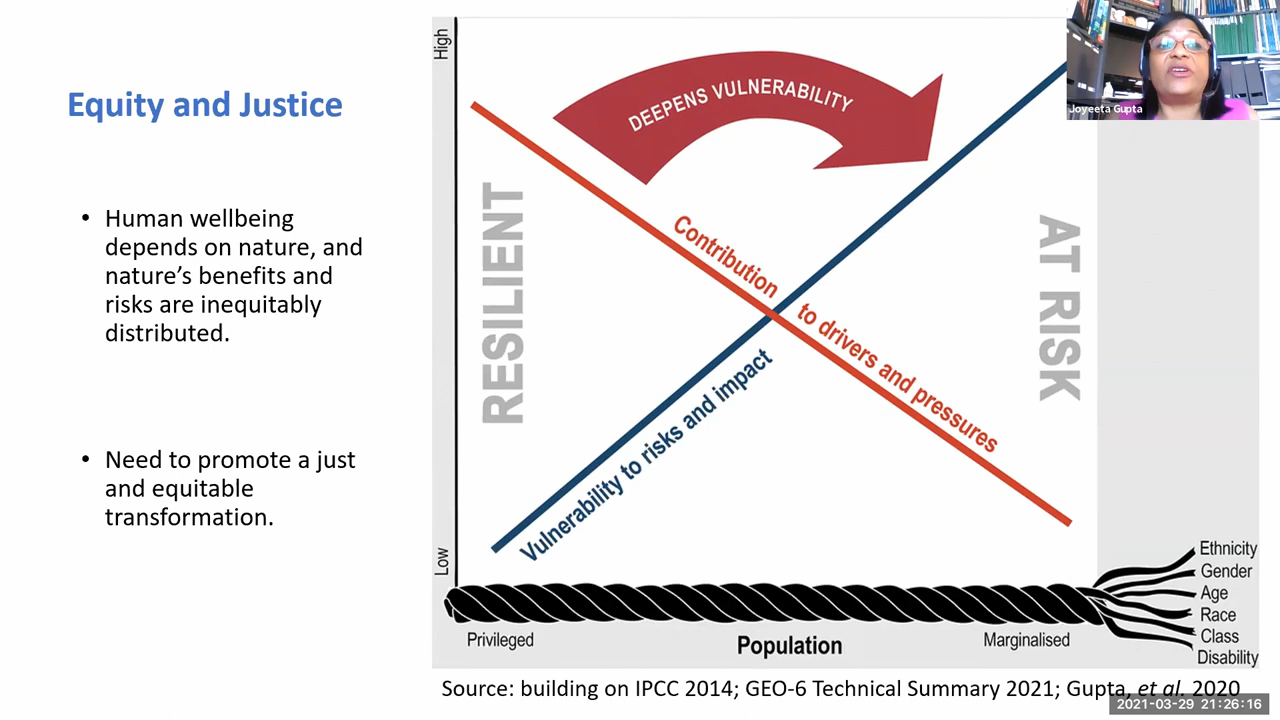 Equity and Justice
• Human wellbeing
depends on nature, and
nature’s benefits and
risks are inequitably
distributed.
• Need to promote a just
and equitable
transformation.
High
Low
RESILIENT
AT RISK
DEEPENS VULNERABILITY
Contribution to drivers and pressures
Vulnerability to risks and impact
Privileged
Population
Marginalised
Ethnicity
Gender
Age
Race
Class
Disability
Source: building on IPCC 2014; GEO-6 Technical Summary 2021; Gupta, et al. 2020
Joyeeta Gupta
2021-03-29 21:26:16